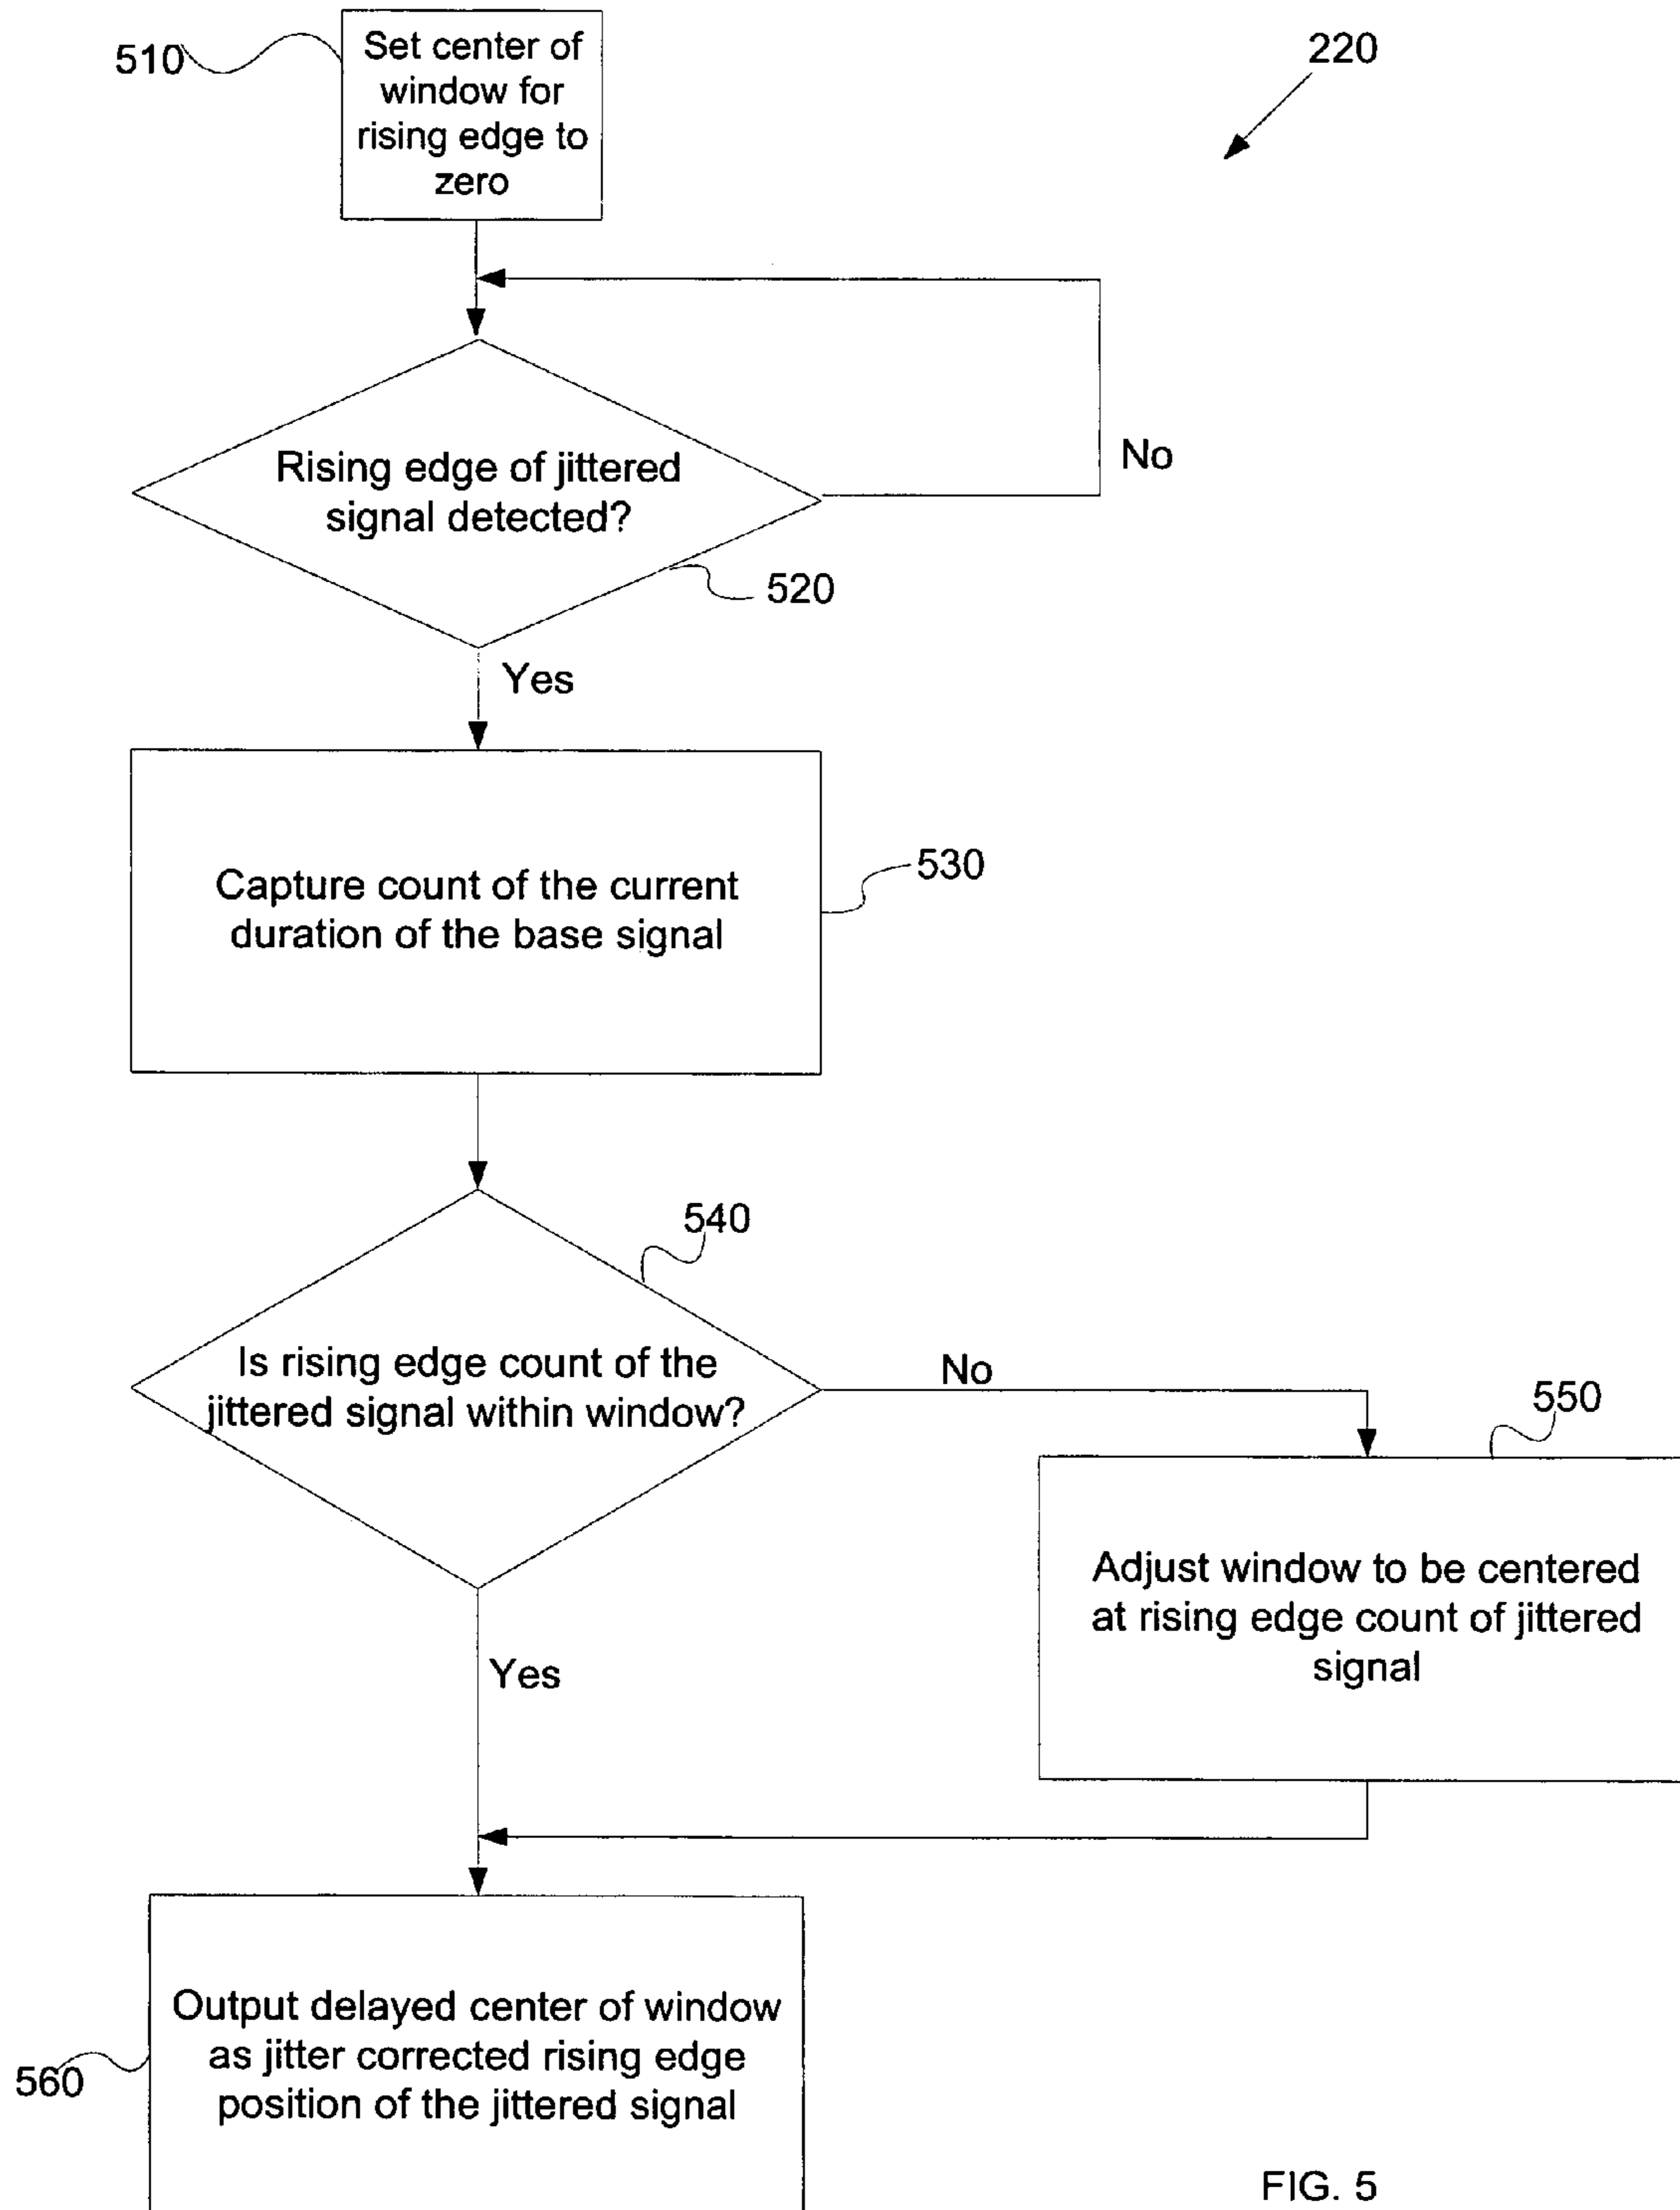 510
Set center of
window for
rising edge to
zero
220
No
Rising edge of jittered
signal detected?
520
Yes
Capture count of the current
duration of the base signal
530
540
Is rising edge count of the
jittered signal within window?
No
550
Adjust window to be centered
at rising edge count of jittered
signal
Yes
Output delayed center of window
as jitter corrected rising edge
position of the jittered signal
560
FIG. 5